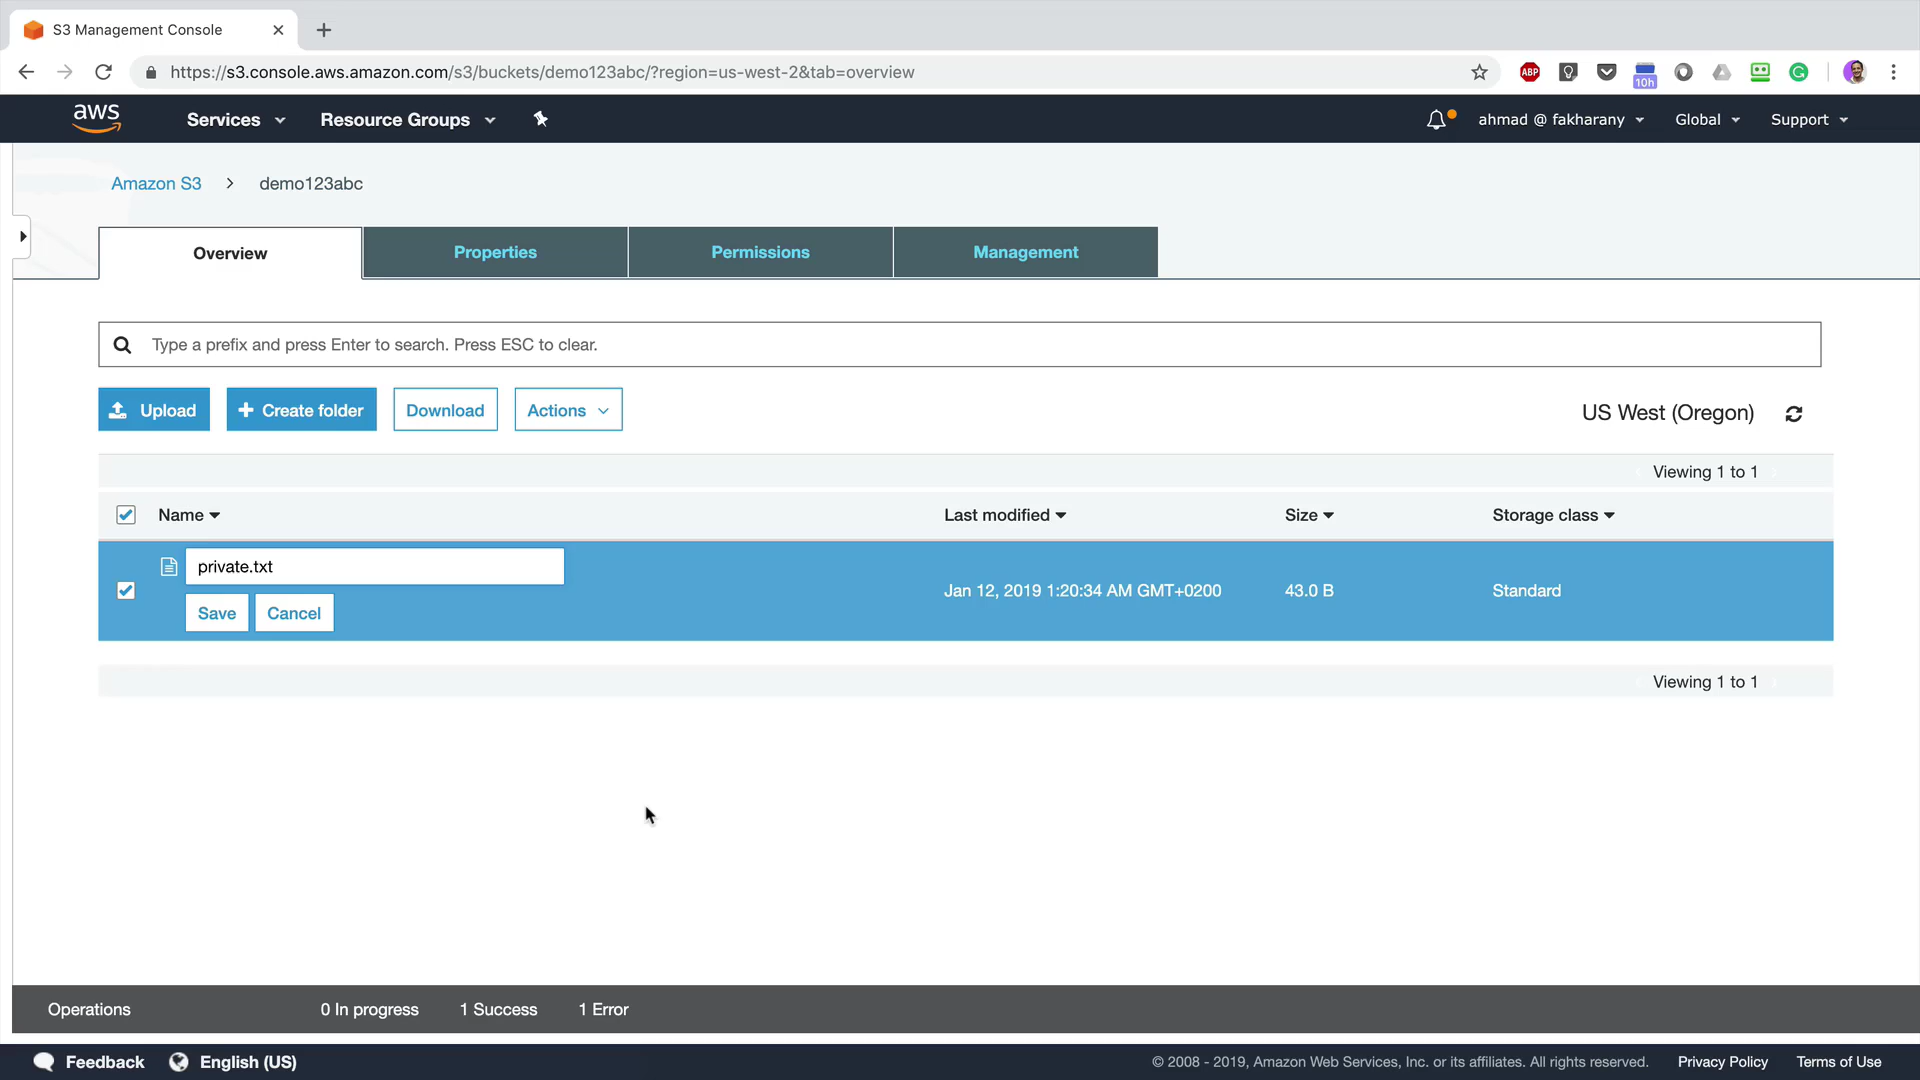 S3 Management Console
https://s3.console.aws.amazon.com/s3/buckets/demo123abc/?region=us-west-2&tab=overview
ABP
10h
aws
Services
Resource Groups
ahmad @ fakharany
Global
Support
Amazon S3
demo123abc
Overview
Properties
Permissions
Management
Type a prefix and press Enter to search. Press ESC to clear.
Upload
Create folder
Download
Actions
US West (Oregon)
Viewing 1 to 1
Name
Last modified
Size
Storage class
private.txt
Save
Cancel
Jan 12, 2019 1:20:34 AM GMT+0200
43.0 B
Standard
Viewing 1 to 1
Operations
0 In progress
1 Success
1 Error
Feedback
English (US)
© 2008 - 2019, Amazon Web Services, Inc. or its affiliates. All rights reserved.
Privacy Policy
Terms of Use